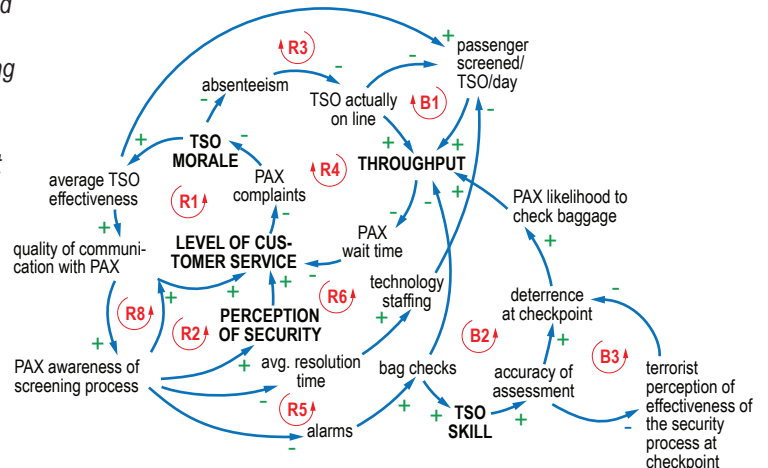 d
ng
t
R3
+
passenger
screened/
TSO/day
-
-
absenteeism
-
TSO actually
on line
B1
-
+
TSO
MORALE
-
+
+
THROUGHPUT
average TSO
effectiveness
R1
PAX
complaints
R4
+
PAX likelihood to
check baggage
+
quality of communi-
cation with PAX
-
LEVEL OF CUS-
TOMER SERVICE
-
-
PAX
wait time
-
+
R8
+
+
+
R6
technology
staffing
deterrence
at checkpoint
-
R2
PERCEPTION
OF SECURITY
+
B2
+
B3
+
PAX awareness of
screening process
+
avg. resolution
time
bag checks
accuracy of
assessment
terrorist
perception of
effectiveness of
the security
process at
checkpoint
-
R5
+
+
TSO
SKILL
+
-
alarms
-